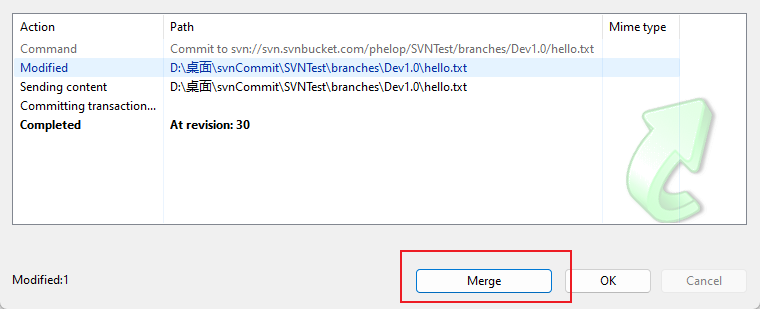 Action Path Mime type
Command Commit to svn://svn.svnbucket.com/phelop/SVNTest/branches/Dev1.0/hello.txt
Modified D:\桌面\svnCommit\SVNTest\branches\Dev1.0\hello.txt
Sending content D:\桌面\svnCommit\SVNTest\branches\Dev1.0\hello.txt
Committing transaction...
Completed At revision: 30
Modified:1 Merge OK Cancel